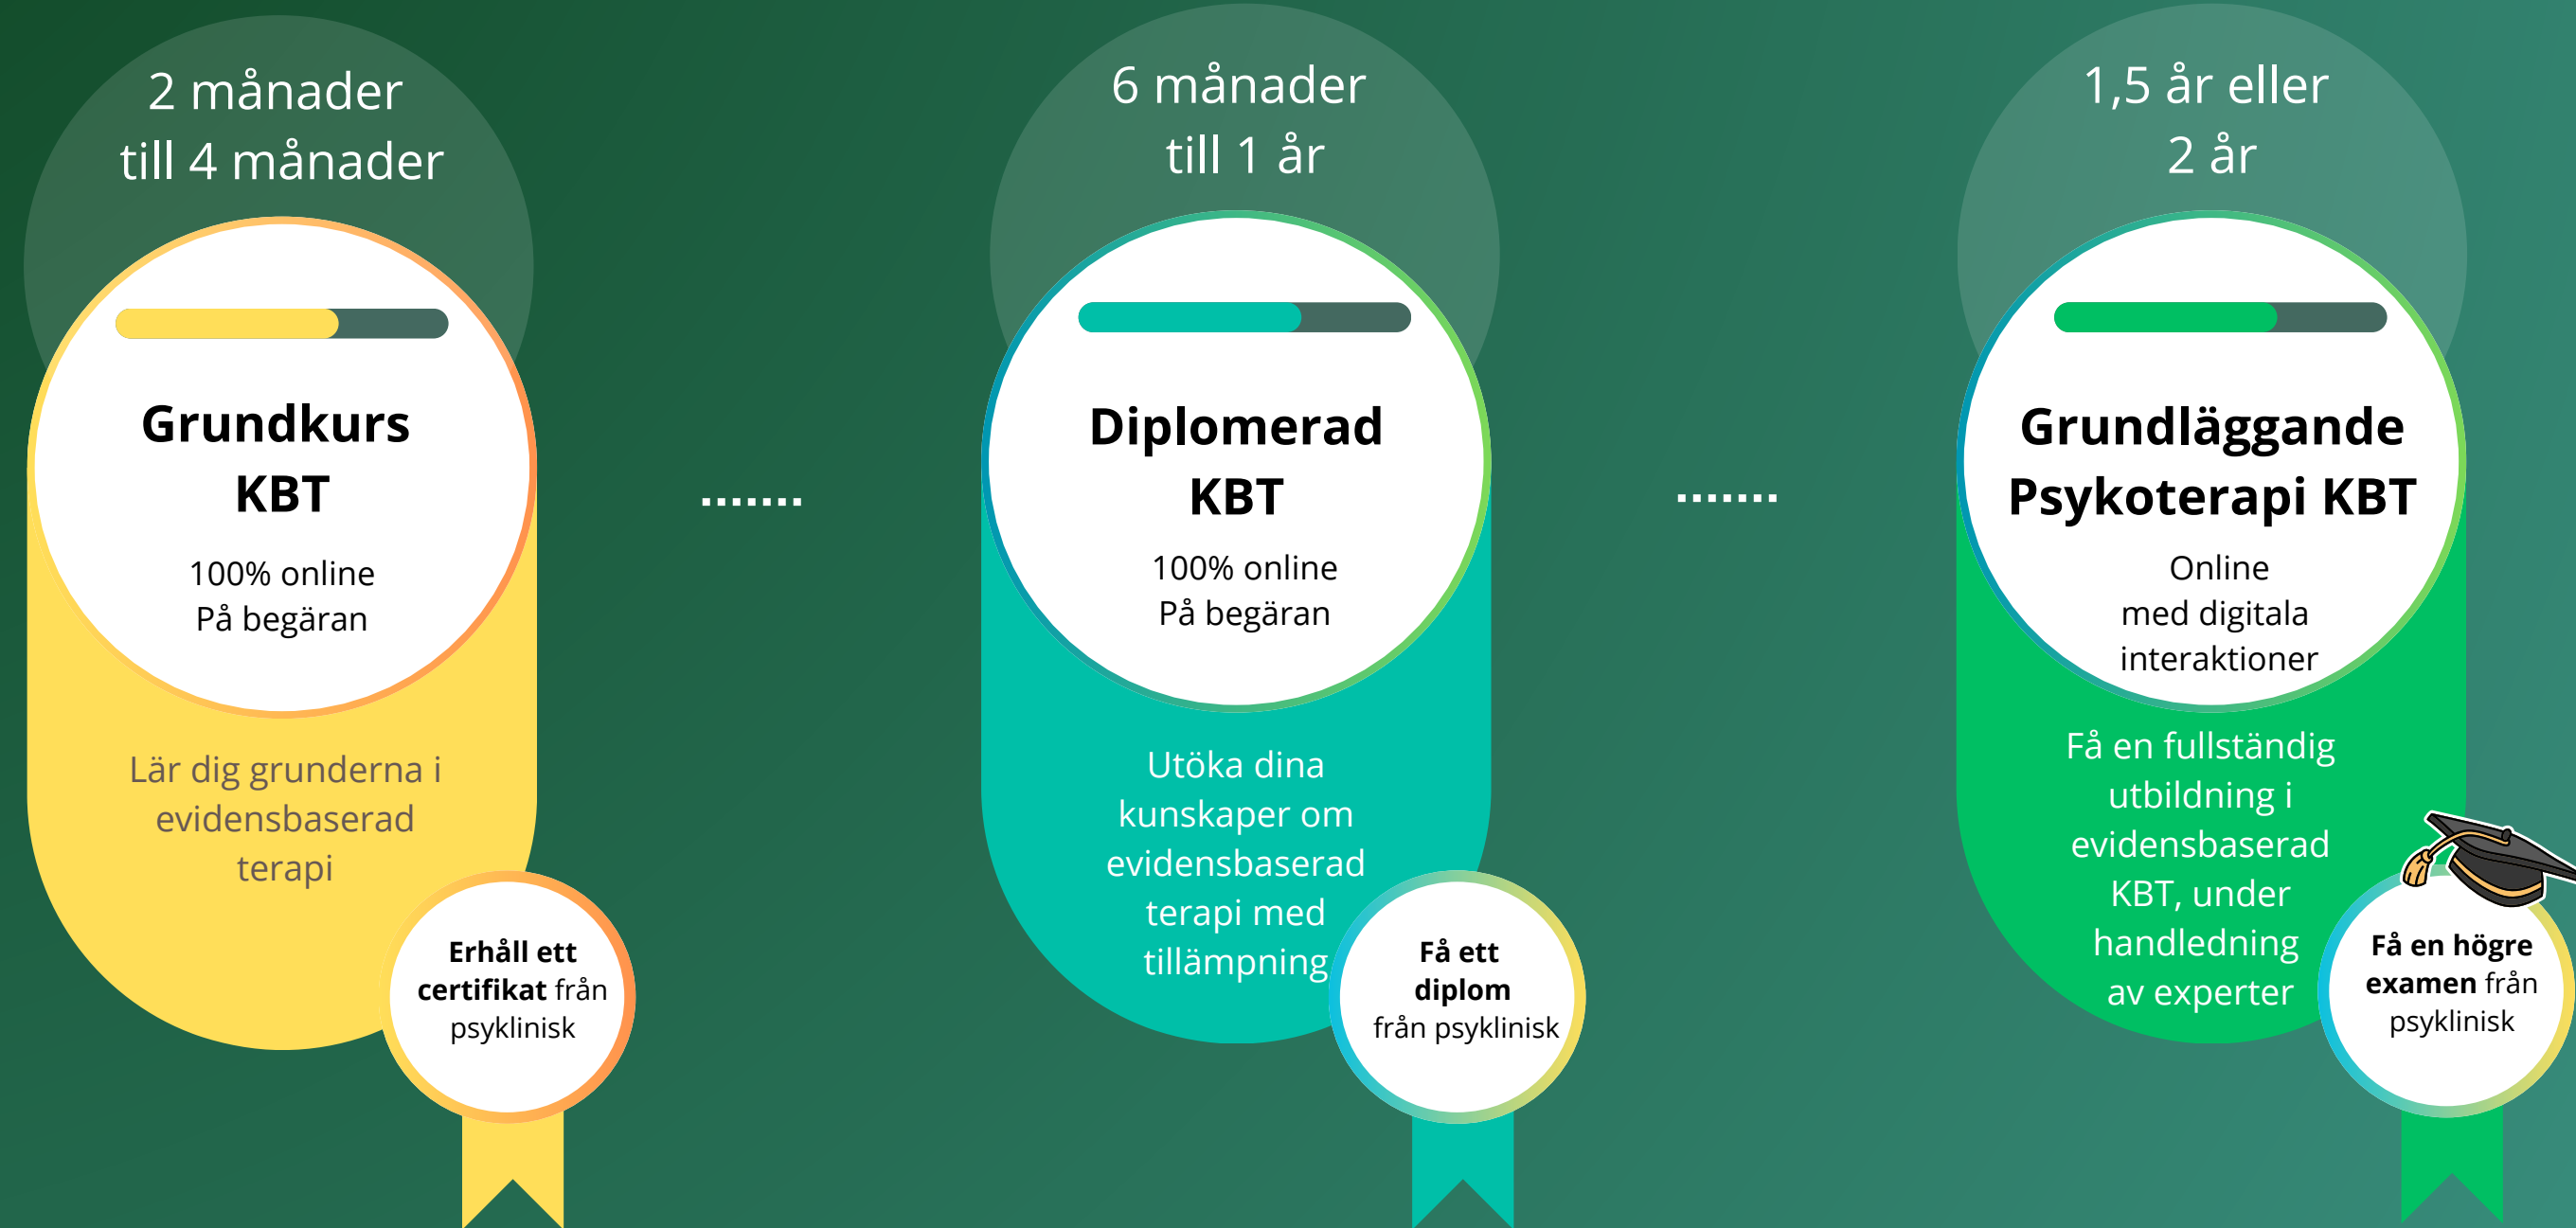 2 månader
till 4 månader
Grundkurs
KBT
100% online
På begäran
Lär dig grunderna i
evidensbaserad
terapi
Erhåll ett
certifikat från
psyklinisk
.......
6 månader
till 1 år
Diplomerad
KBT
100% online
På begäran
Utöka dina
kunskaper om
evidensbaserad
terapi med
tillämpning
Få ett
diplom
från psyklinisk
.......
1,5 år eller
2 år
Grundläggande
Psykoterapi KBT
Online
med digitala
interaktioner
Få en fullständig
utbildning i
evidensbaserad
KBT, under
handledning
av experter
Få en högre
examen från
psyklinisk